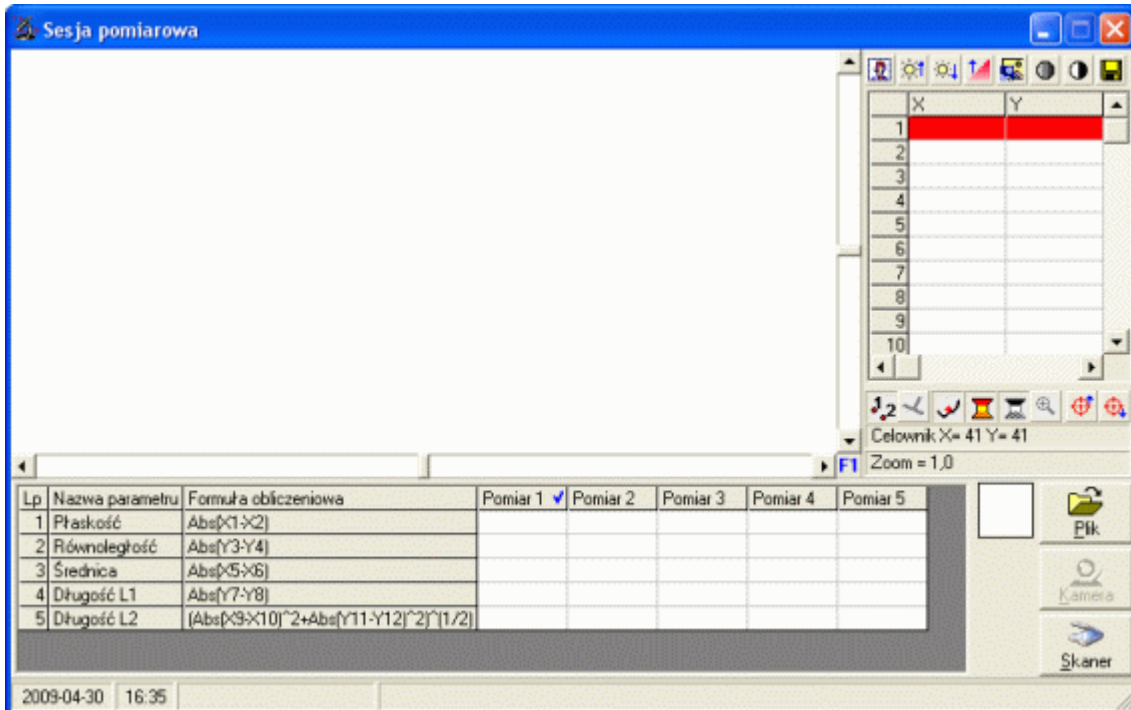 Sesja pomiarowa
X Y
1
2
3
4
5
6
7
8
9
10
Celownik X= 41 Y= 41
F1 Zoom = 1,0
Lp Nazwa parametru Formuła obliczeniowa Pomiar 1 Pomiar 2 Pomiar 3 Pomiar 4 Pomiar 5
1 Płaskość Abs(X1-X2)
2 Równoległość Abs(Y3-Y4)
3 Średnica Abs(X5-X6)
4 Długość L1 Abs(Y7-Y8)
5 Długość L2 (Abs(X9-X10)^2+Abs(Y11-Y12)^2)^(1/2)
Plik
Kamera
Skaner
2009-04-30 16:35